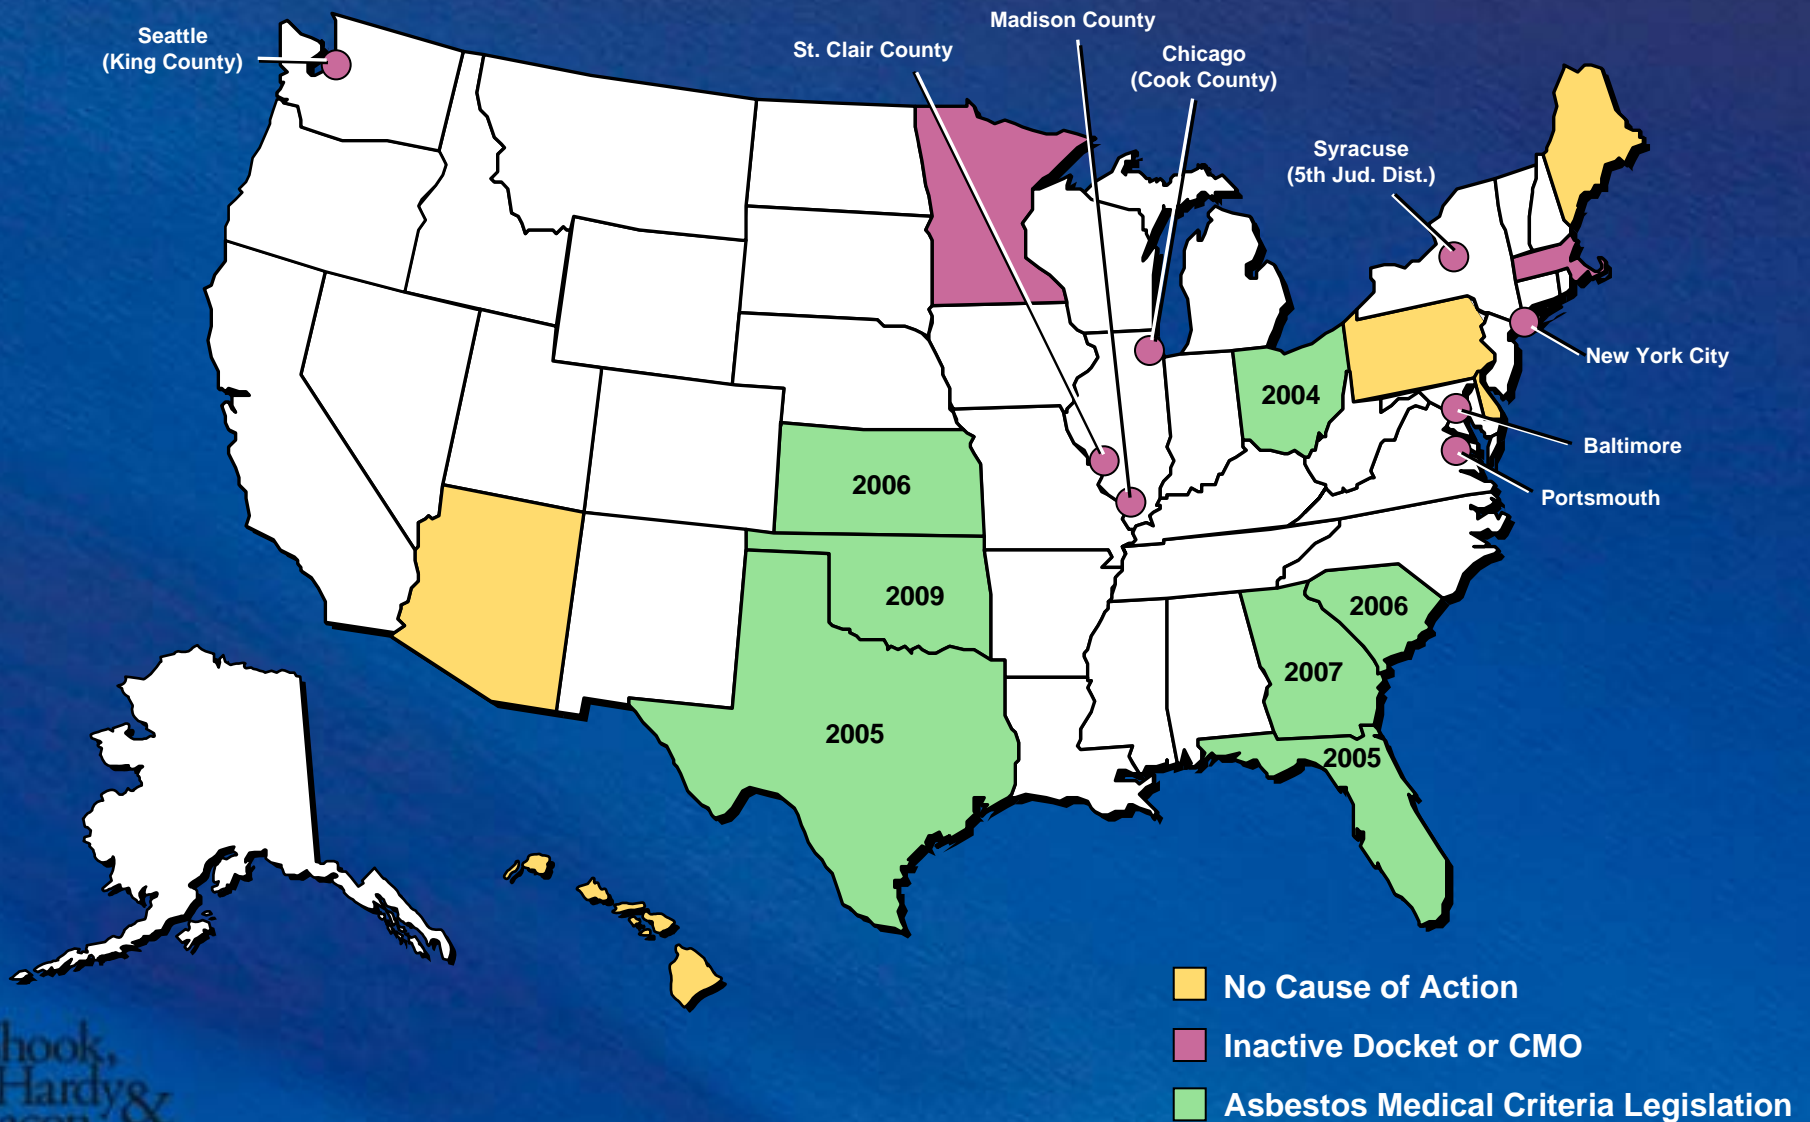 Madison County
Seattle
(King County)
St. Clair County
Chicago
(Cook County)
Syracuse
(5th Jud. Dist.)
New York City
2004
Baltimore
2006
Portsmouth
2009
2006
2007
2005
2005
No Cause of Action
Inactive Docket or CMO
Asbestos Medical Criteria Legislation
hook,
Hardy&